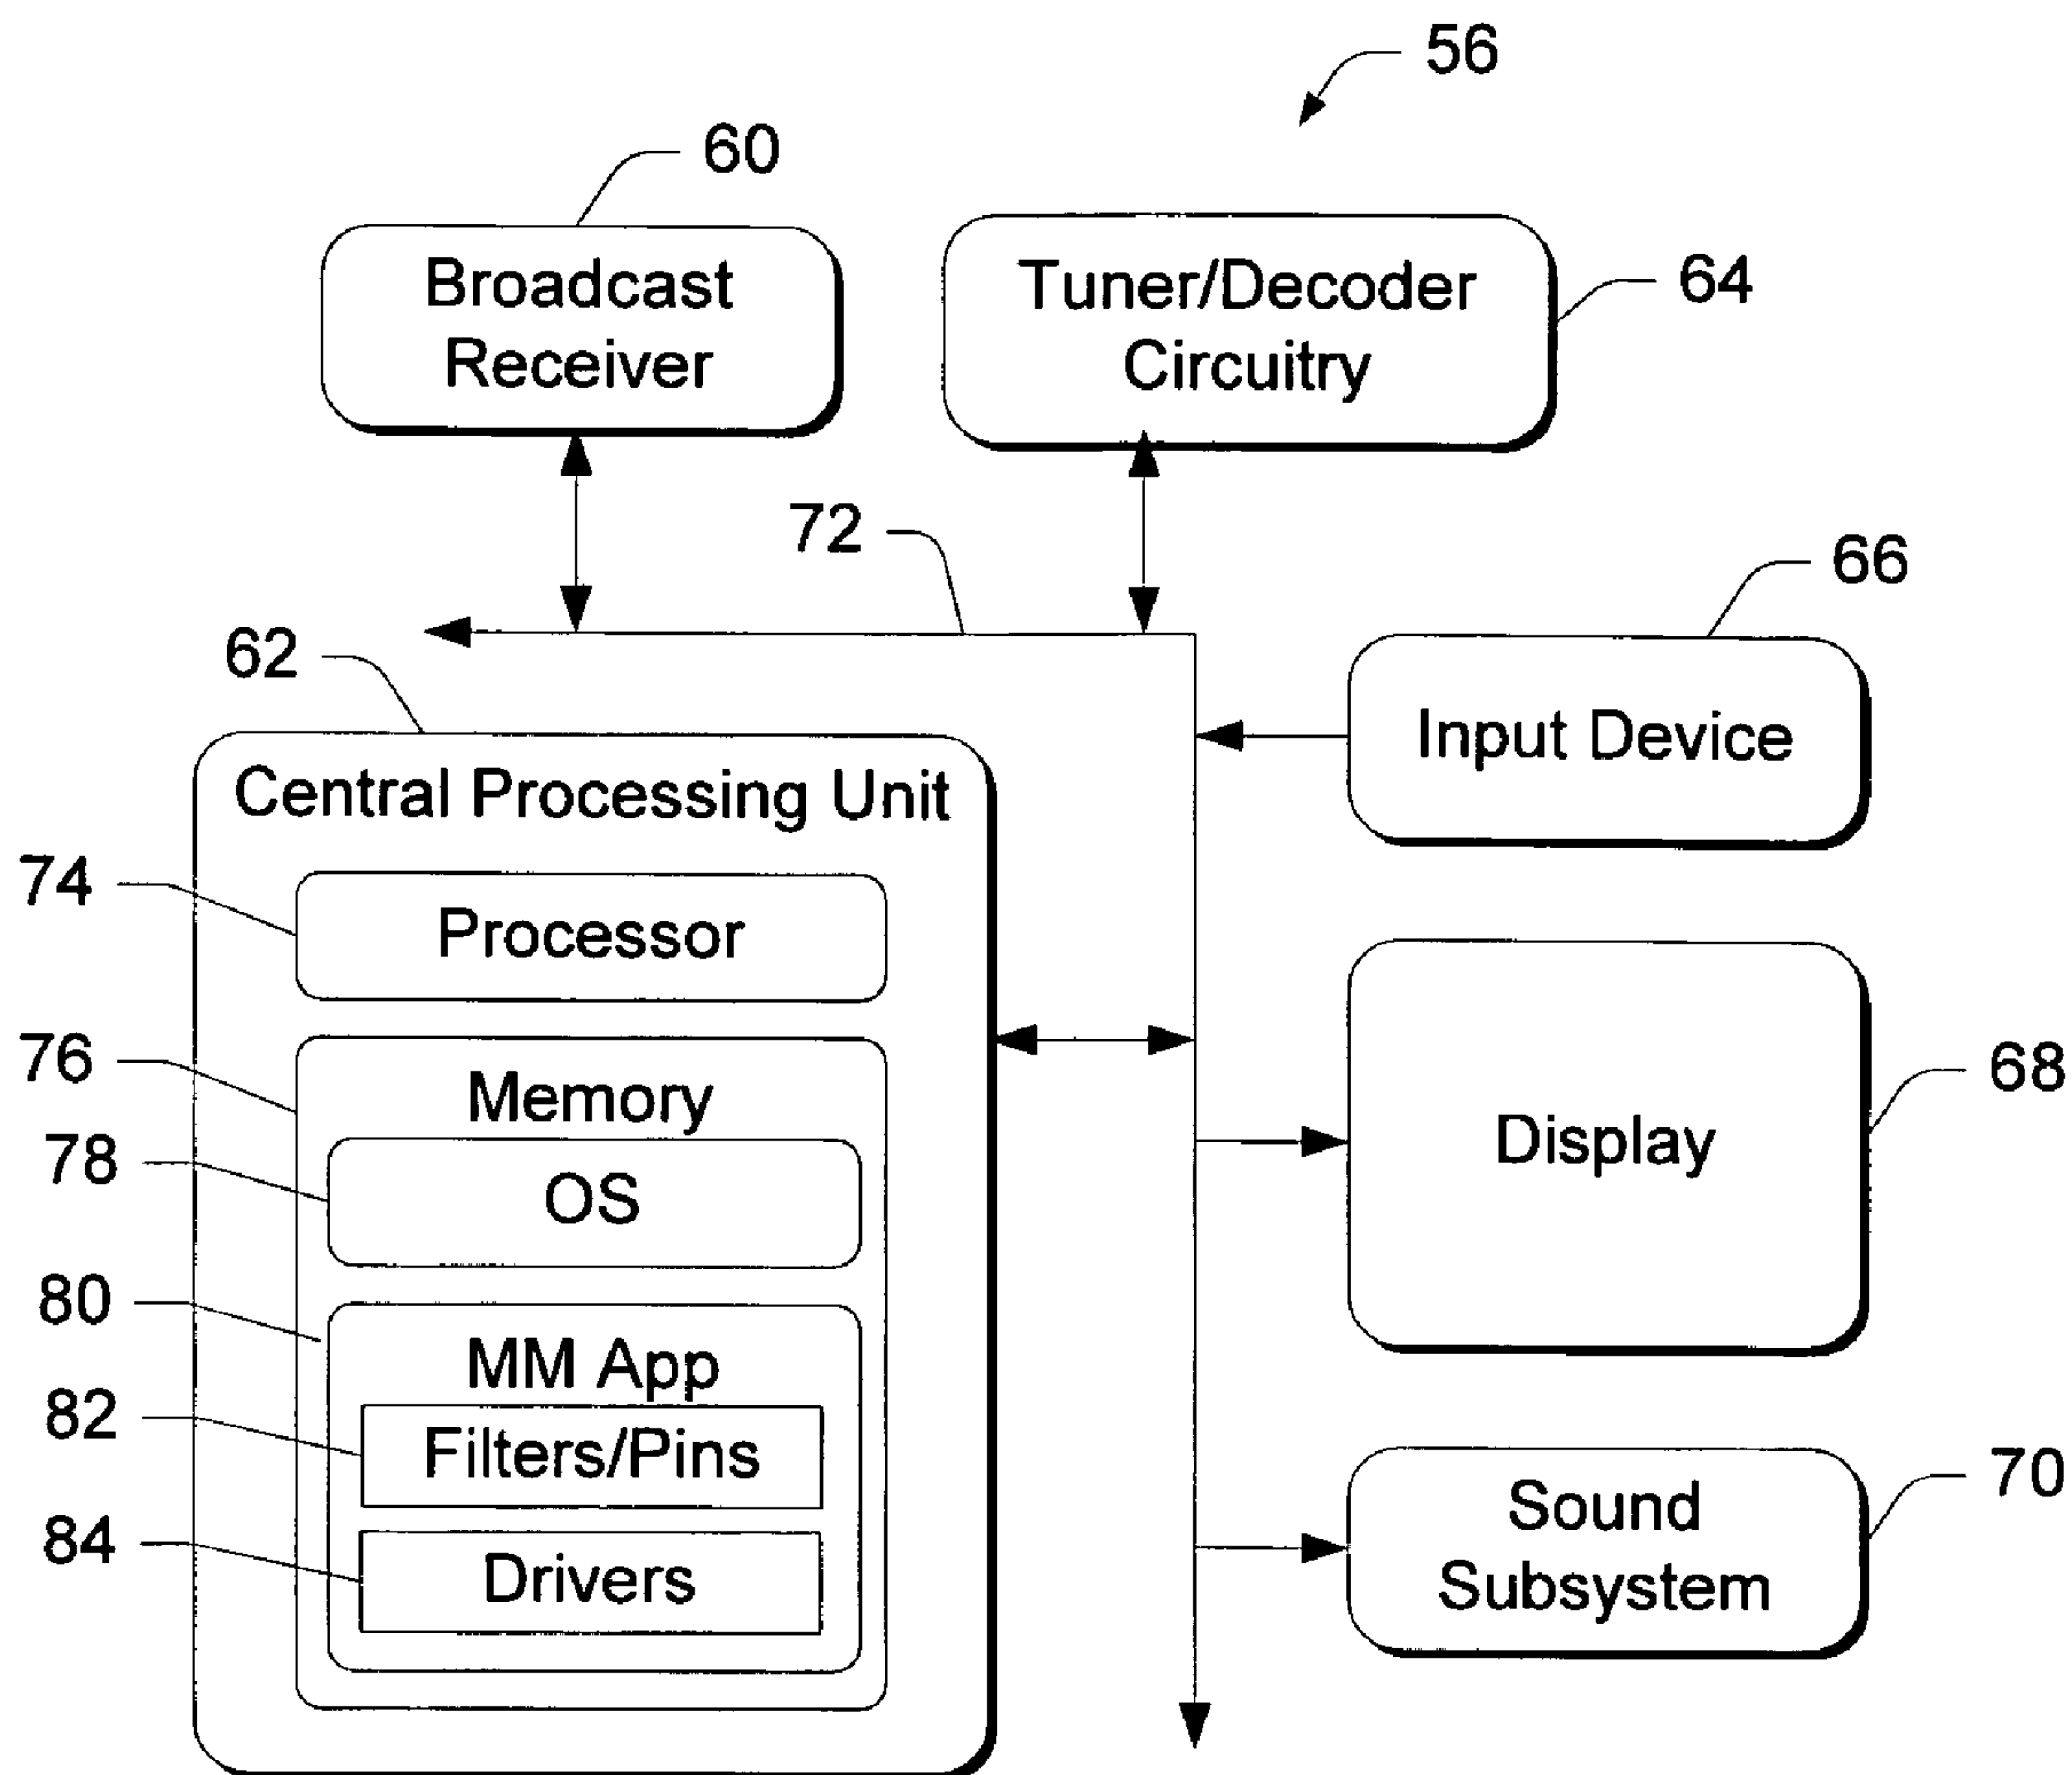 56
60
Broadcast
Receiver
Tuner/Decoder
Circuitry
64
72
66
62
Input Device
Central Processing Unit
74
Processor
76
Memory
78
OS
68
Display
80
MM App
82
Filters/Pins
84
Drivers
70
Sound
Subsystem